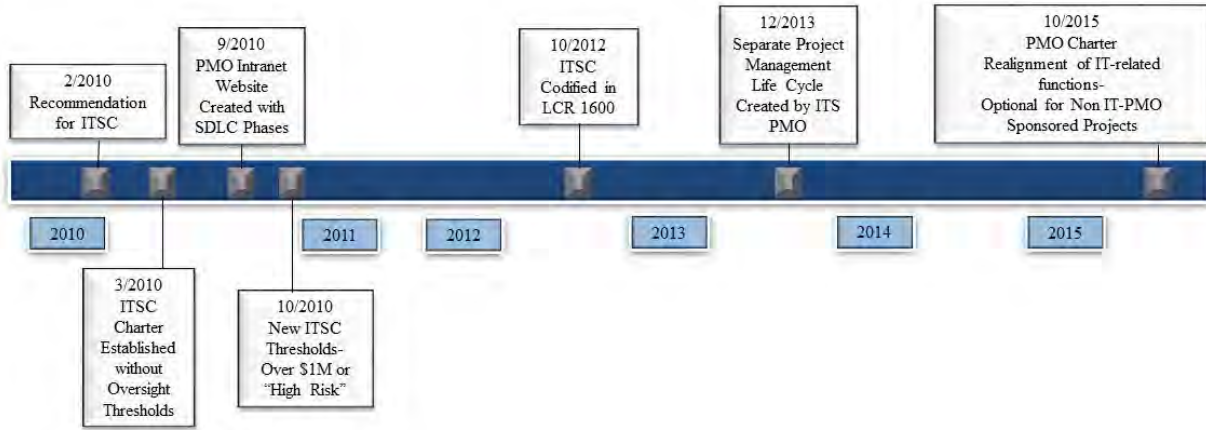 2/2010
Recommendation
for ITSC
9/2010
PMO Intranet
Website
Created with
SDLC Phases
10/2012
ITSC
Codified in
LCR 1600
12/2013
Separate Project
Management
Life Cycle
Created by ITS
PMO
10/2015
PMO Charter
Realignment of IT-related
functions-
Optional for Non IT-PMO
Sponsored Projects
2010
2011
2012
2013
2014
2015
3/2010
ITSC
Charter
Established
without
Oversight
Thresholds
10/2010
New ITSC
Thresholds-
Over $1M or
“High Risk”